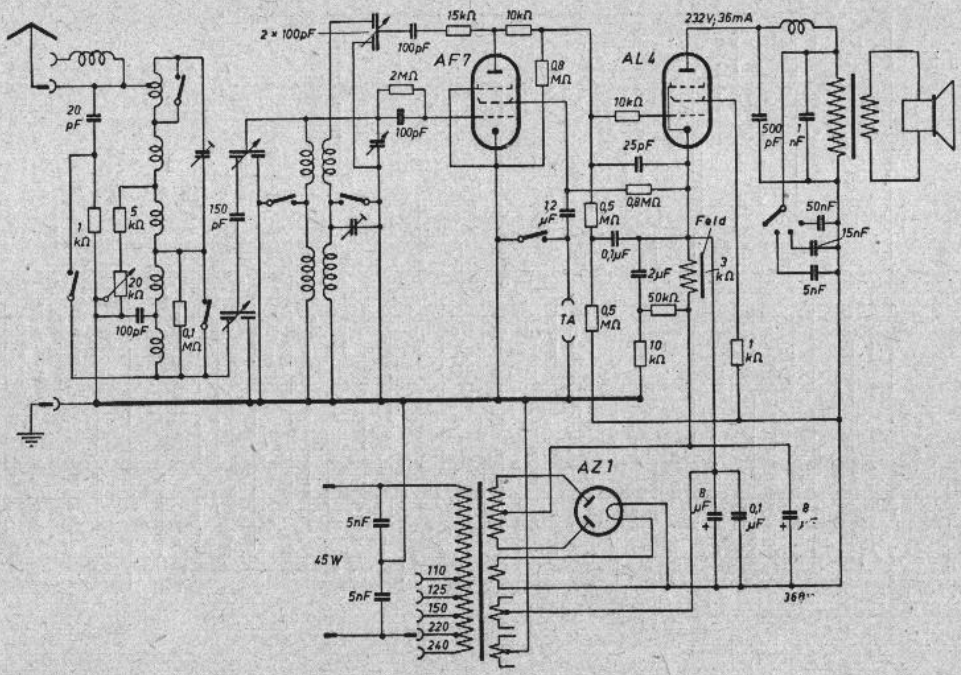 2 × 100pF
100pF
15kΩ
10kΩ
AF7
0,8 MΩ
2MΩ
100pF
AL4
232V; 36mA
10kΩ
25pF
0,8MΩ
500 pF
1 nF
50nF
15nF
5nF
20 pF
1 kΩ
5 kΩ
20 kΩ
100pF
0,1 MΩ
150 pF
1,2 µF
0,5 MΩ
0,1µF
2µF
50kΩ
Feld
3 kΩ
1A
0,5 MΩ
10 kΩ
1 kΩ
AZ1
8 µF
+
0,1 µF
8
+
45W
5nF
5nF
110
125
150
220
240